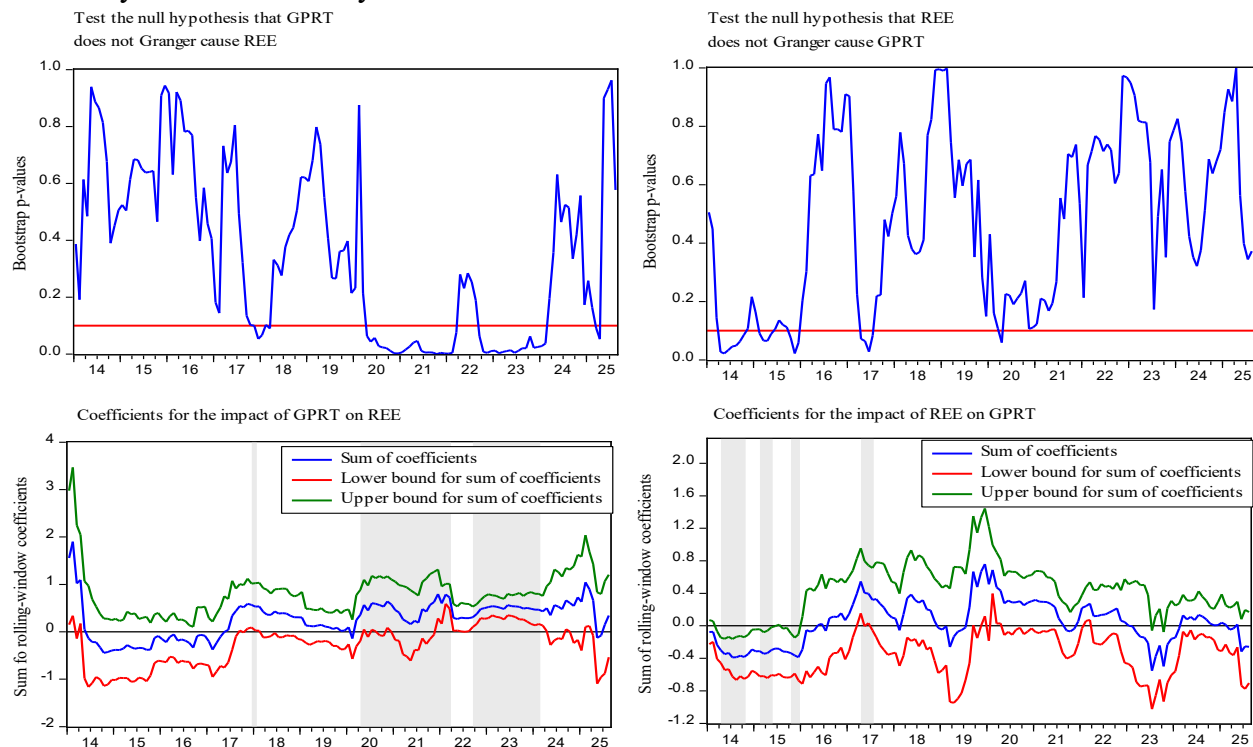 Test the null hypothesis that GPRT
does not Granger cause REE
Bootstrap p-values
1.0
0.8
0.6
0.4
0.2
0.0
14 15 16 17 18 19 20 21 22 23 24 25
Test the null hypothesis that REE
does not Granger cause GPRT
Bootstrap p-values
1.0
0.8
0.6
0.4
0.2
0.0
14 15 16 17 18 19 20 21 22 23 24 25
Coefficients for the impact of GPRT on REE
Sum fo rolling-window coefficients
4
3
2
1
0
-1
-2
Sum of coefficients
Lower bound for sum of coefficients
Upper bound for sum of coefficients
14 15 16 17 18 19 20 21 22 23 24 25
Coefficients for the impact of REE on GPRT
Sum of rolling-window coefficients
2.0
1.6
1.2
0.8
0.4
0.0
-0.4
-0.8
-1.2
Sum of coefficients
Lower bound for sum of coefficients
Upper bound for sum of coefficients
14 15 16 17 18 19 20 21 22 23 24 25